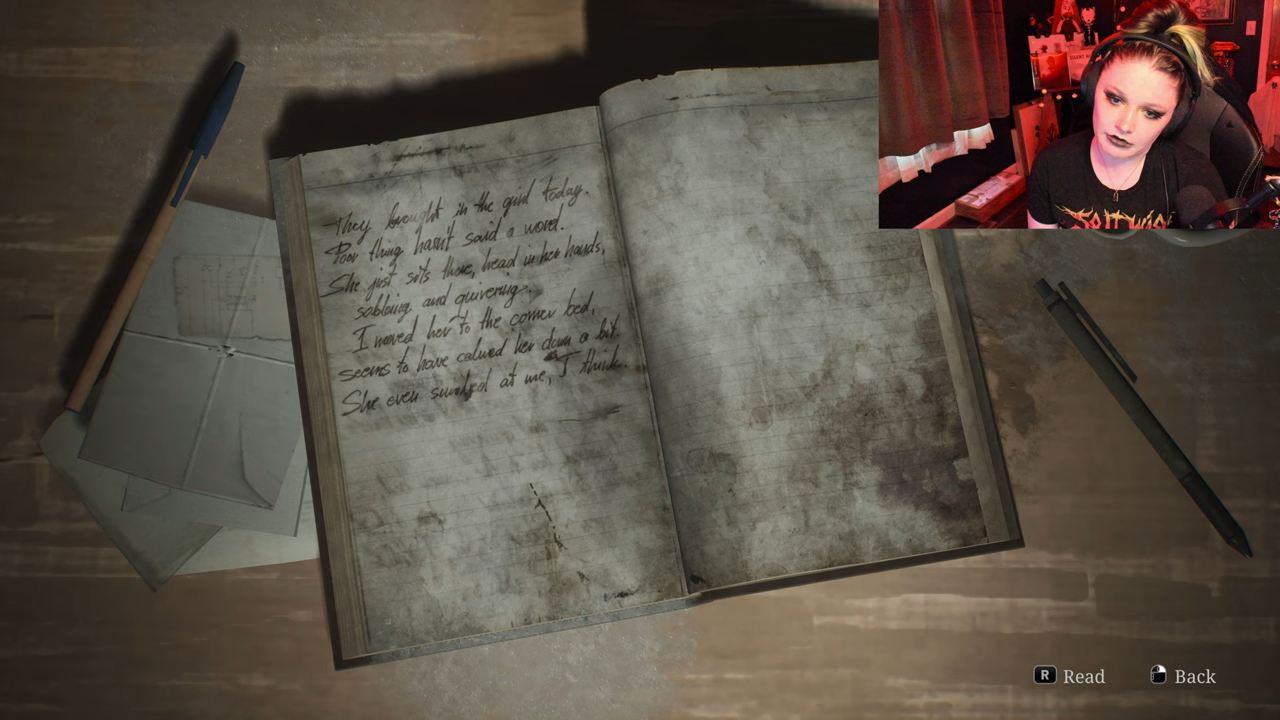 They brought in the girl today.
Poor thing hasn't said a word.
She just sits there, head in her hands,
sobbing and quivering.
I moved her to the corner bed,
seems to have calmed her down a bit.
She even smiled at me, I think.
R Read
Back